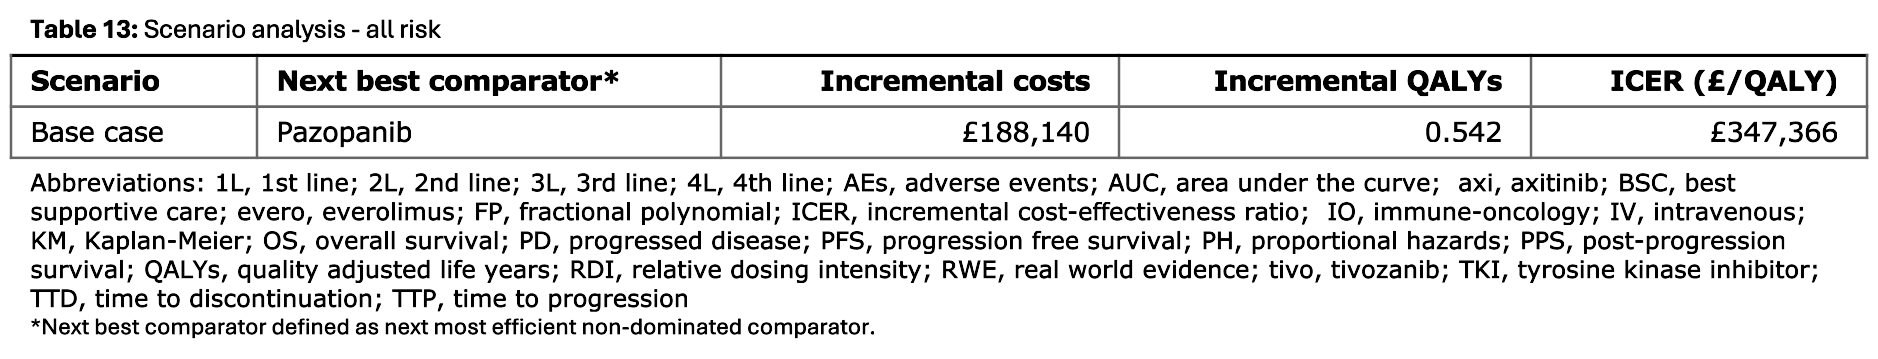 Table 13: Scenario analysis - all risk
Scenario Next best comparator* Incremental costs Incremental QALYs ICER (£/QALY)
Base case Pazopanib £188,140 0.542 £347,366
Abbreviations: 1L, 1st line; 2L, 2nd line; 3L, 3rd line; 4L, 4th line; AEs, adverse events; AUC, area under the curve; axi, axitinib; BSC, best
supportive care; evero, everolimus; FP, fractional polynomial; ICER, incremental cost-effectiveness ratio; IO, immune-oncology; IV, intravenous;
KM, Kaplan-Meier; OS, overall survival; PD, progressed disease; PFS, progression free survival; PH, proportional hazards; PPS, post-progression
survival; QALYs, quality adjusted life years; RDI, relative dosing intensity; RWE, real world evidence; tivo, tivozanib; TKI, tyrosine kinase inhibitor;
TTD, time to discontinuation; TTP, time to progression
*Next best comparator defined as next most efficient non-dominated comparator.